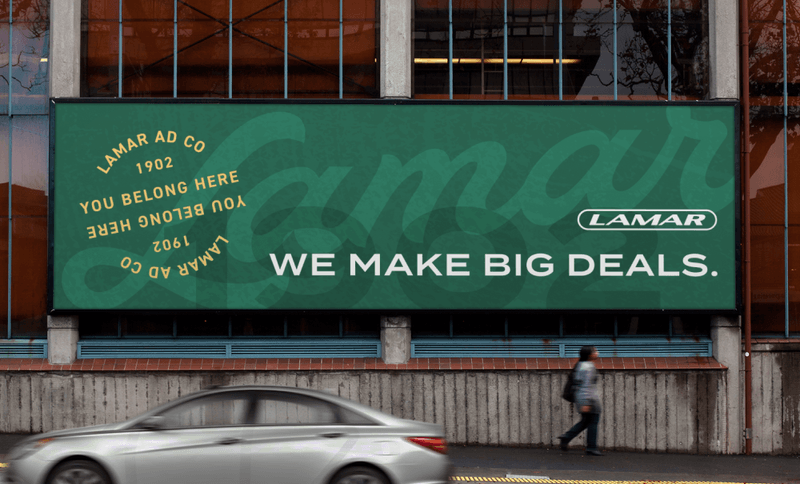 LAMAR AD CO
1902
YOU BELONG HERE
YOU BELONG HERE
1902
LAMAR AD CO
Lamar
1902
LAMAR
WE MAKE BIG DEALS.